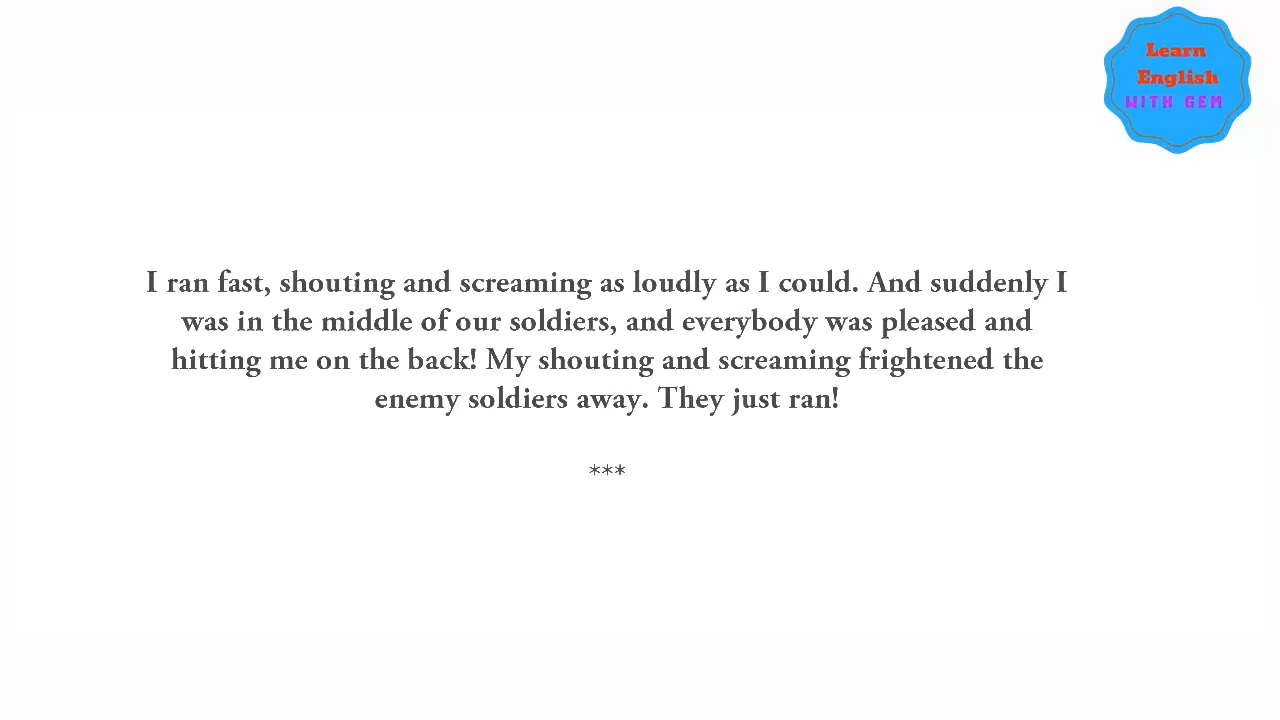 Learn
English
WITH GEM
I ran fast, shouting and screaming as loudly as I could. And suddenly I
was in the middle of our soldiers, and everybody was pleased and
hitting me on the back! My shouting and screaming frightened the
enemy soldiers away. They just ran!
***